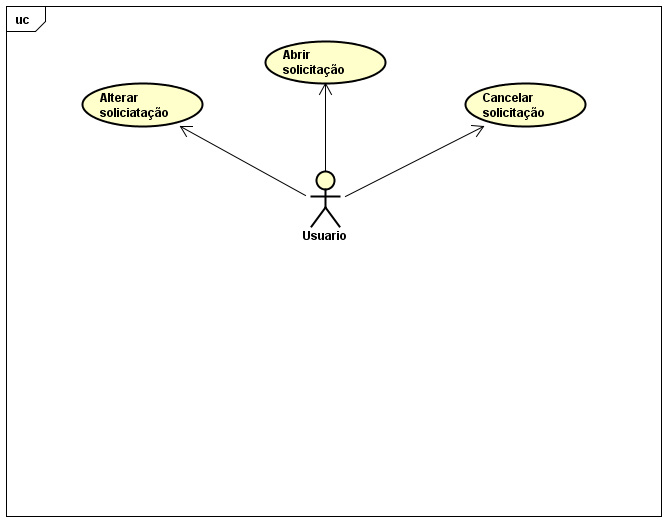 uc
Abrir
solicitação
Alterar
soliciatação
Cancelar
solicitação
Usuario